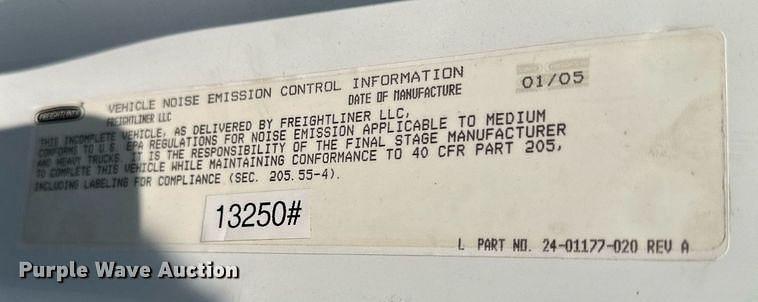 FREIGHTLINER
VEHICLE NOISE EMISSION CONTROL INFORMATION
01/05
FREIGHTLINER LLC
DATE OF MANUFACTURE
THIS INCOMPLETE VEHICLE, AS DELIVERED BY FREIGHTLINER LLC,
CONFORMS TO U.S. EPA REGULATIONS FOR NOISE EMISSION APPLICABLE TO MEDIUM
AND HEAVY TRUCKS. IT IS THE RESPONSIBILITY OF THE FINAL STAGE MANUFACTURER
TO COMPLETE THIS VEHICLE WHILE MAINTAINING CONFORMANCE TO 40 CFR PART 205,
INCLUDING LABELING FOR COMPLIANCE (SEC. 205.55-4).
13250#
L PART NO. 24-01177-020 REV A
Purple Wave Auction